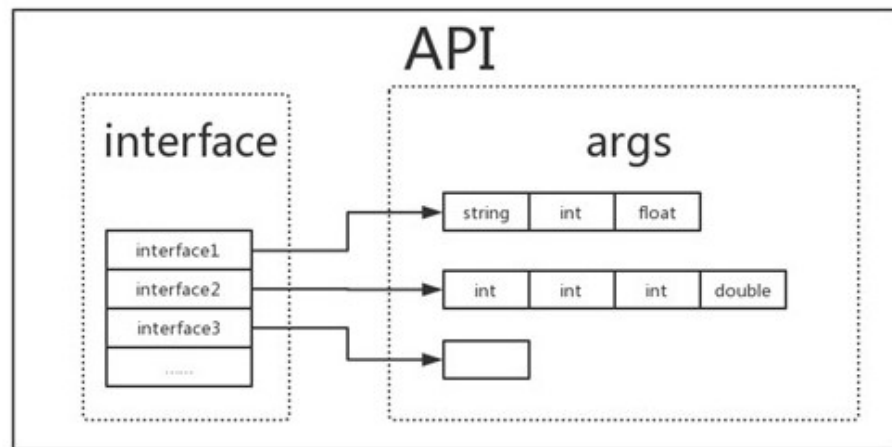 API
interface
args
string int float
interface1
interface2
int int int double
interface3
......